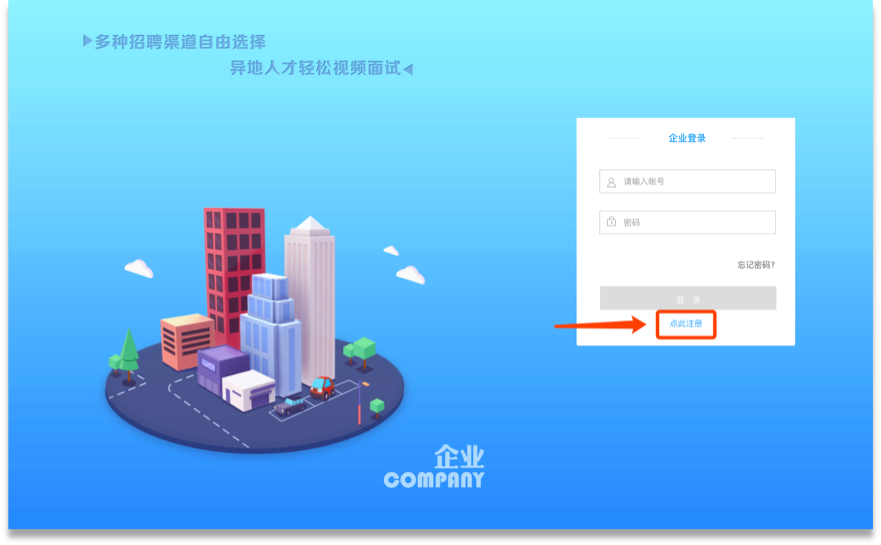 多种招聘渠道自由选择
异地人才轻松视频面试
企业登录
请输入帐号
密码
忘记密码?
登 录
点此注册
企业
COMPANY